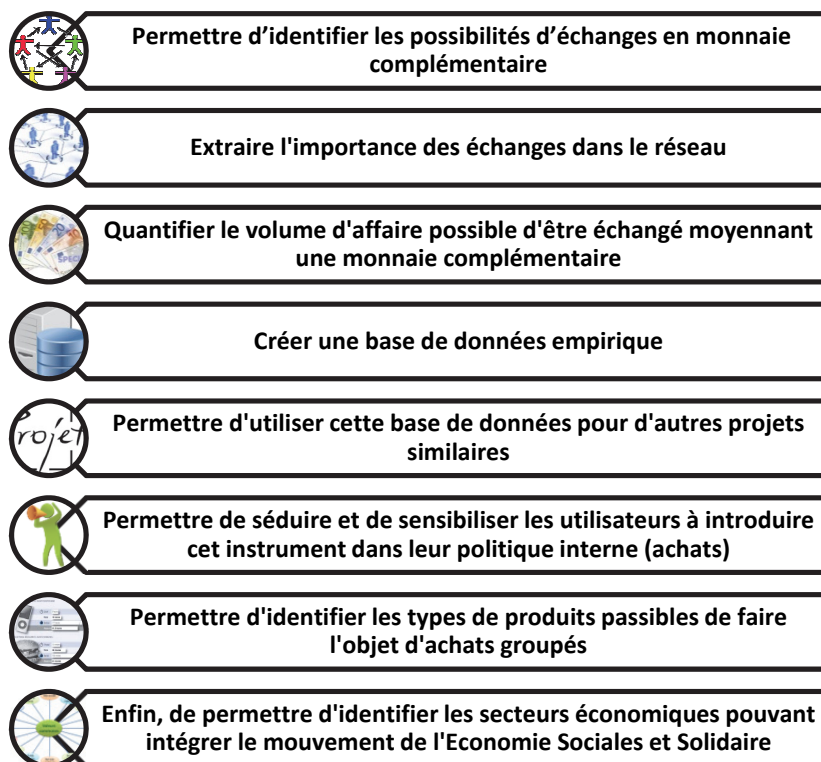 Permettre d’identifier les possibilités d’échanges en monnaie
complémentaire
Extraire l'importance des échanges dans le réseau
Quantifier le volume d'affaire possible d'être échangé moyennant
une monnaie complémentaire
Créer une base de données empirique
Permettre d'utiliser cette base de données pour d'autres projets
similaires
Permettre de séduire et de sensibiliser les utilisateurs à introduire
cet instrument dans leur politique interne (achats)
Permettre d'identifier les types de produits passibles de faire
l'objet d'achats groupés
Enfin, de permettre d'identifier les secteurs économiques pouvant
intégrer le mouvement de l'Economie Sociales et Solidaire